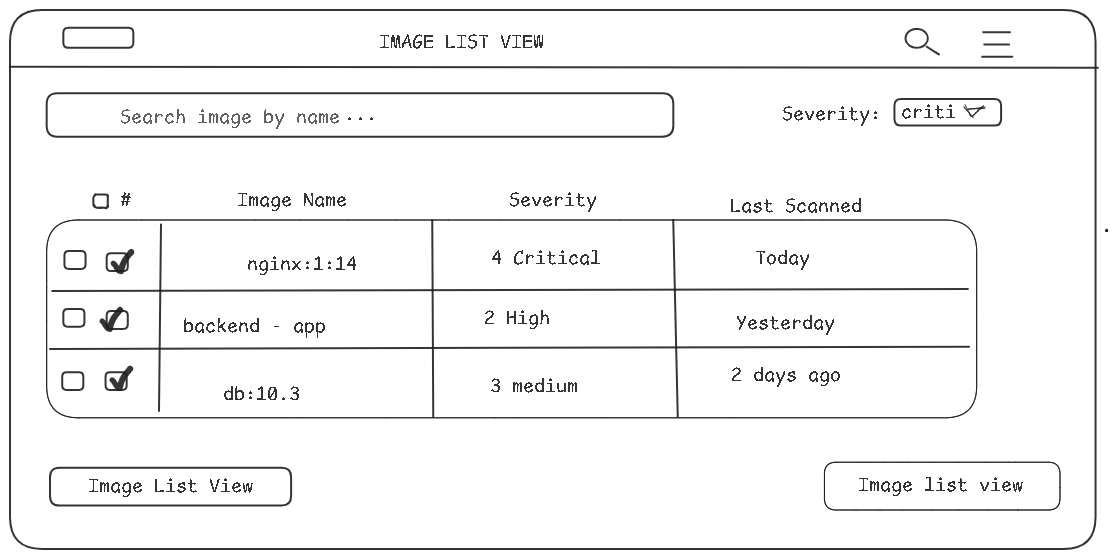 IMAGE LIST VIEW
Search image by name ...
Severity: criti
# Image Name Severity Last Scanned
nginx:1:14 4 Critical Today
backend - app 2 High Yesterday
db:10.3 3 medium 2 days ago
Image List View Image list view